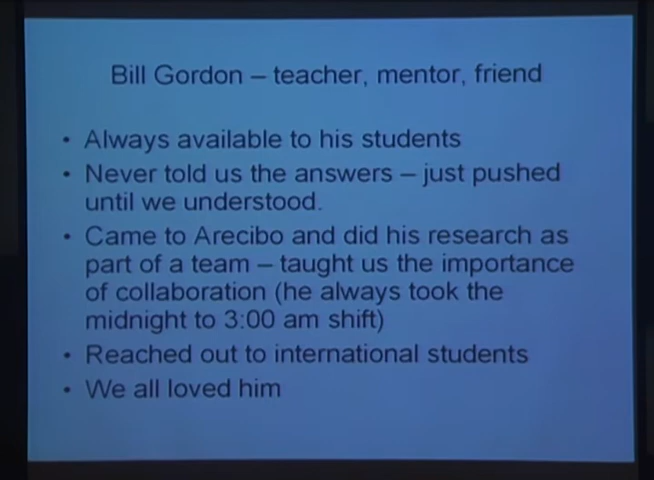 Bill Gordon – teacher, mentor, friend
• Always available to his students
• Never told us the answers – just pushed
until we understood.
• Came to Arecibo and did his research as
part of a team – taught us the importance
of collaboration (he always took the
midnight to 3:00 am shift)
• Reached out to international students
• We all loved him